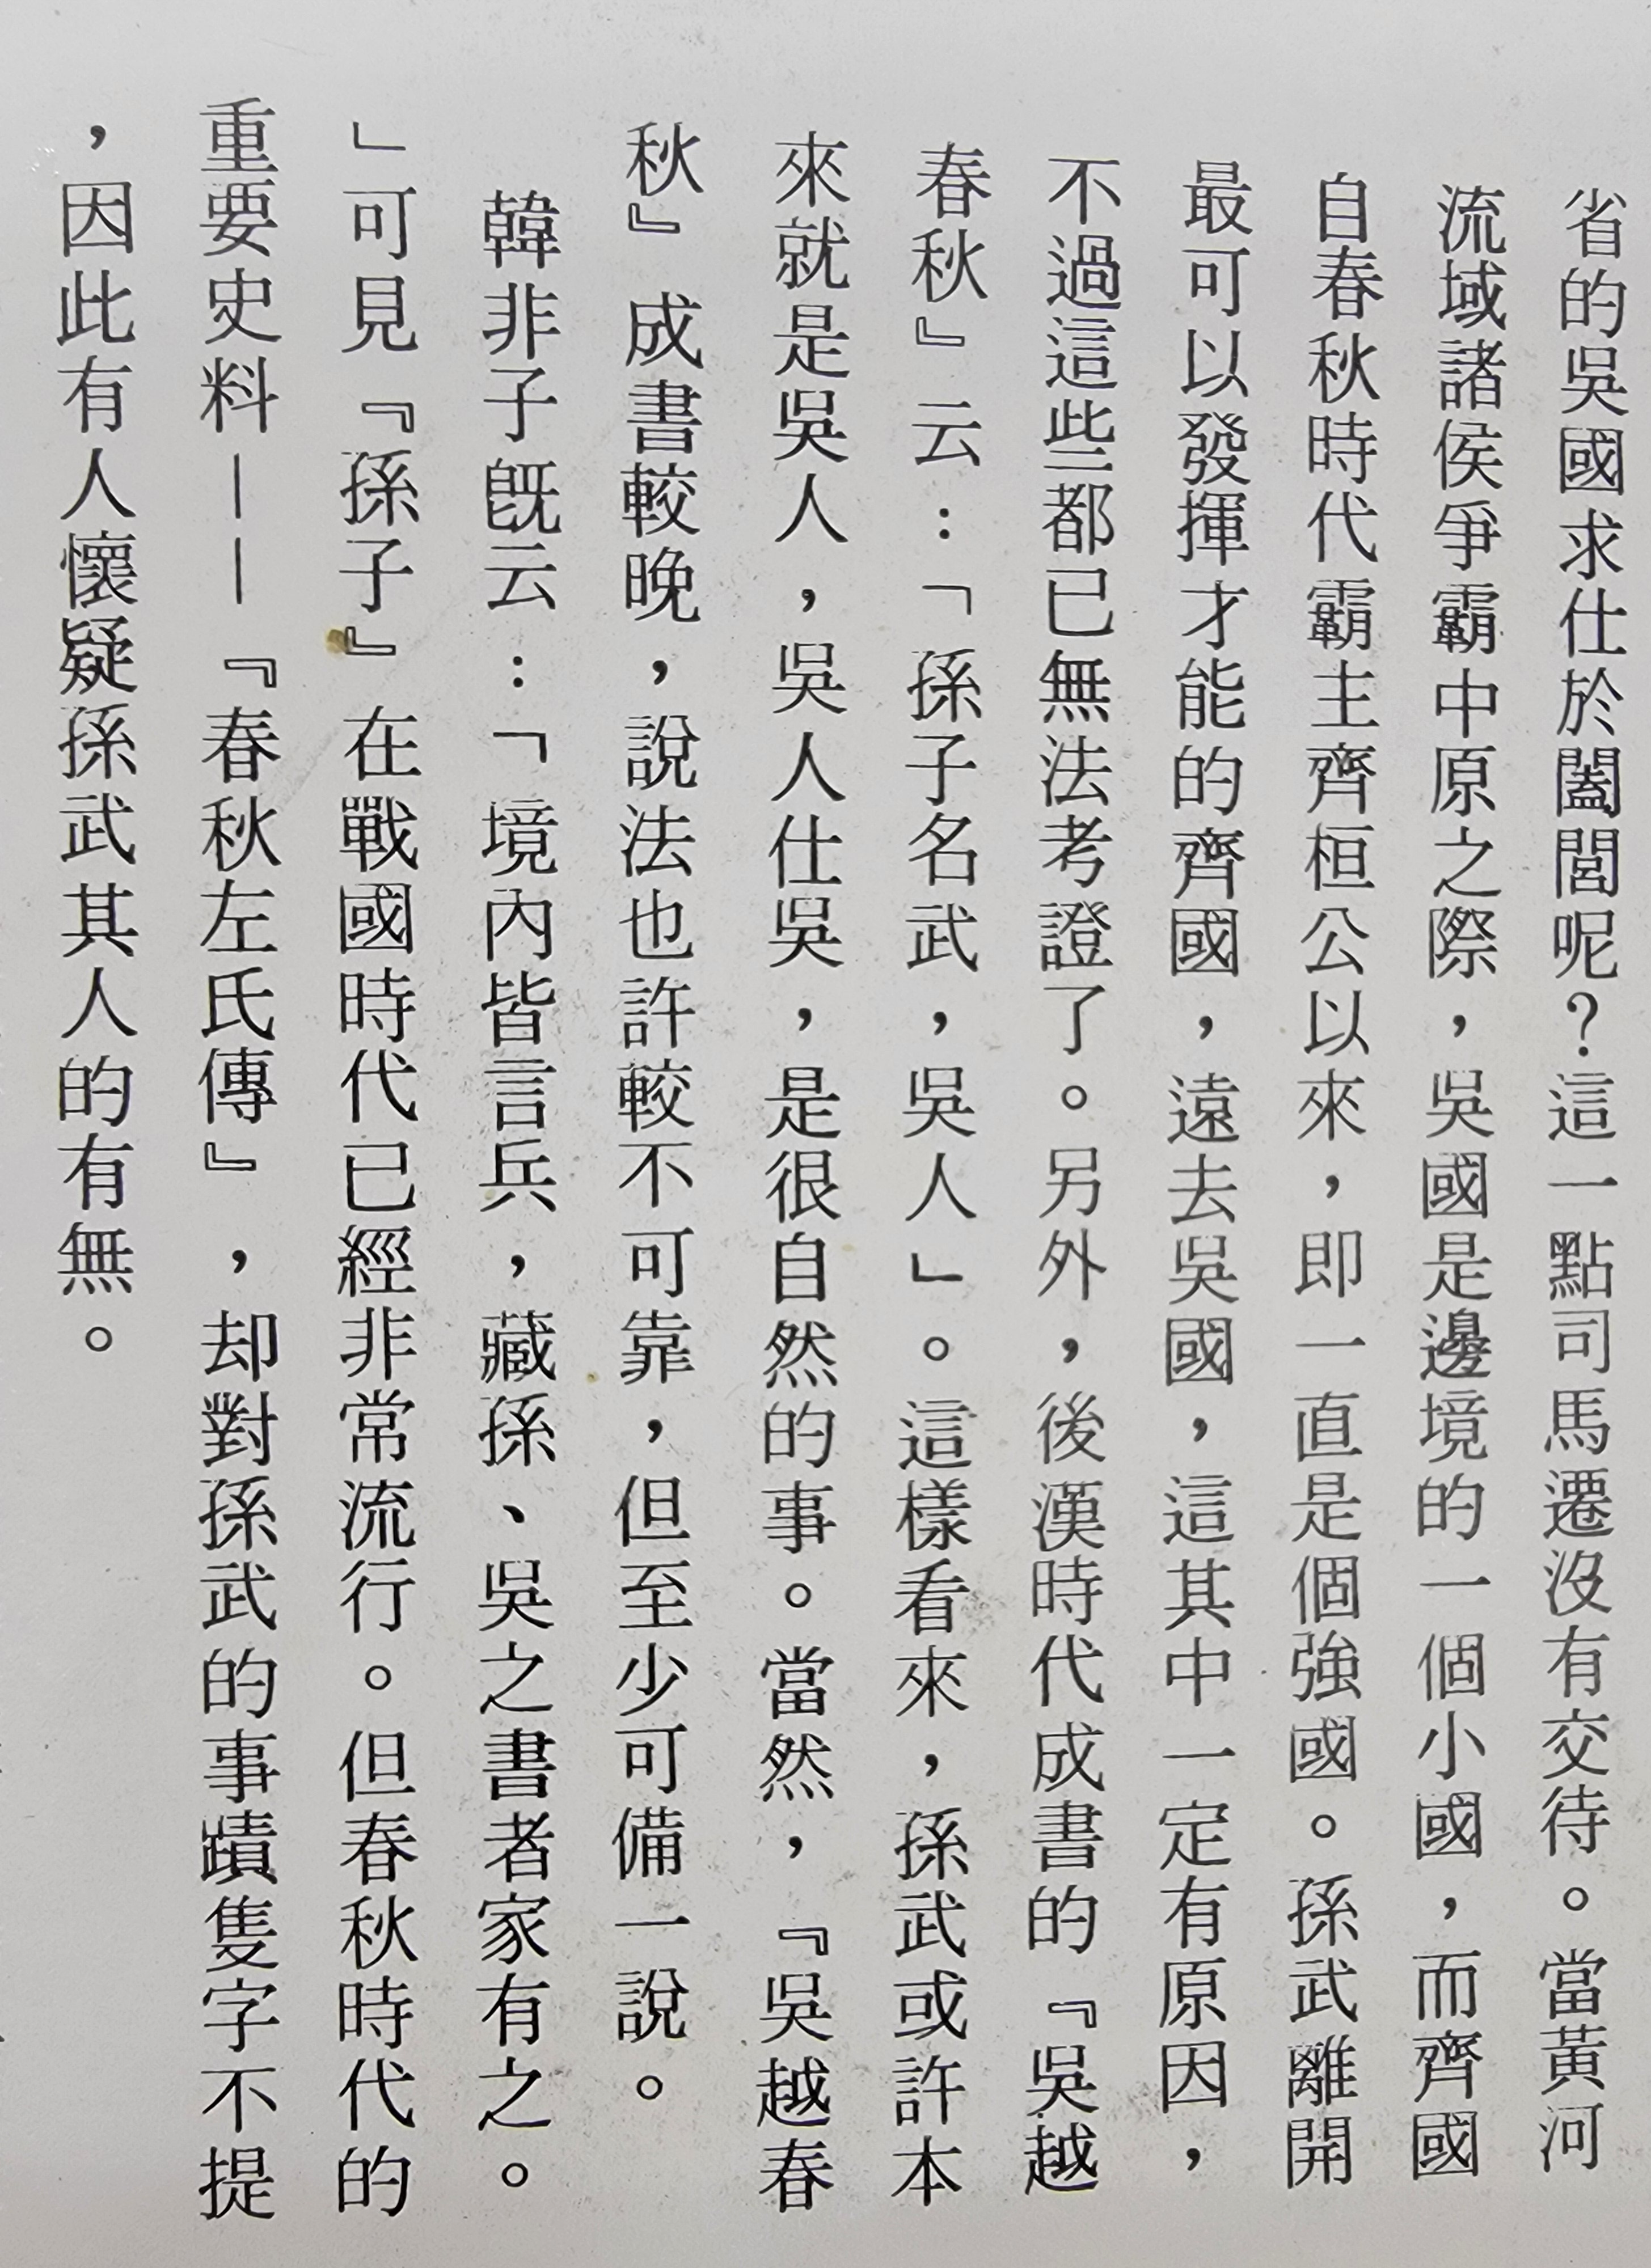 省的吳國求仕於闔閭呢？這一點司馬遷沒有交待。當黃河
流域諸侯爭霸中原之際，吳國是邊境的一個小國，而齊國
自春秋時代霸主齊桓公以來，即一直是個強國。孫武離開
最可以發揮才能的齊國，遠去吳國，這其中一定有原因，
不過這些都已無法考證了。另外，後漢時代成書的『吳越
春秋』云：「孫子名武，吳人」。這樣看來，孫武或許本
來就是吳人，吳人仕吳，是很自然的事。當然，『吳越春
秋』成書較晚，說法也許較不可靠，但至少可備一說。
韓非子旣云：「境內皆言兵，藏孫、吳之書者家有之。
」可見『孫子』在戰國時代已經非常流行。但春秋時代的
重要史料——『春秋左氏傳』，却對孫武的事蹟隻字不提
，因此有人懷疑孫武其人的有無。